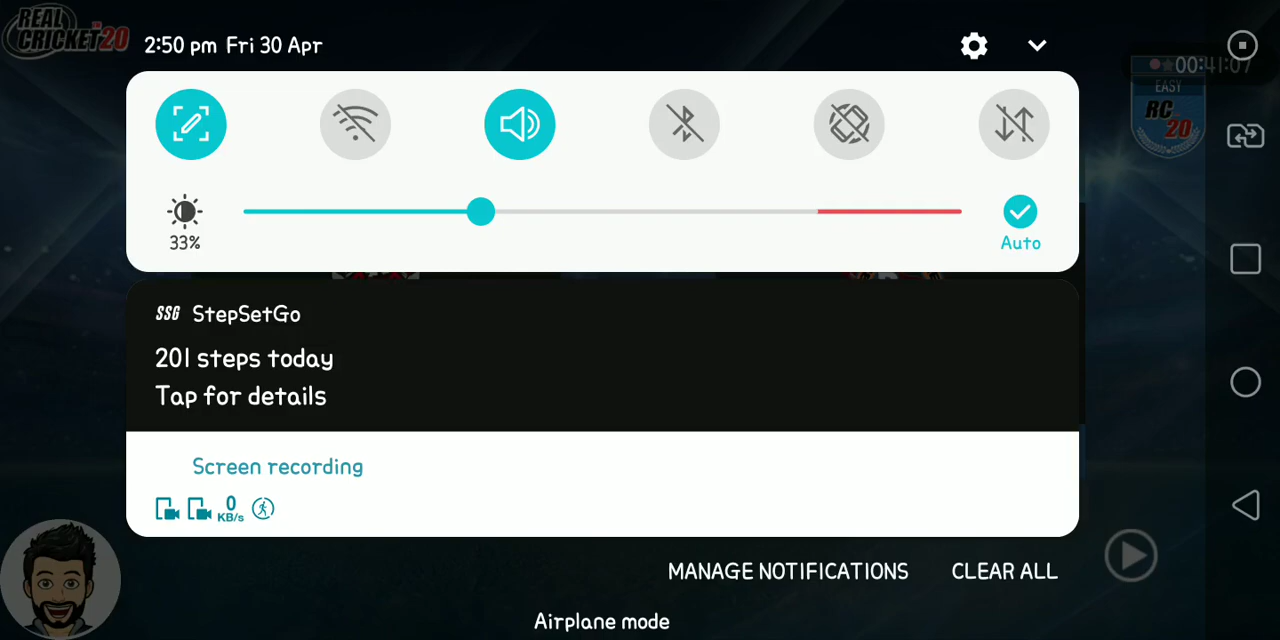 REAL
CRICKET 20
2:50 pm Fri 30 Apr
00:41:07
EASY
RC
20
33%
Auto
SSG StepSetGo
201 steps today
Tap for details
Screen recording
0
KB/s
MANAGE NOTIFICATIONS CLEAR ALL
Airplane mode